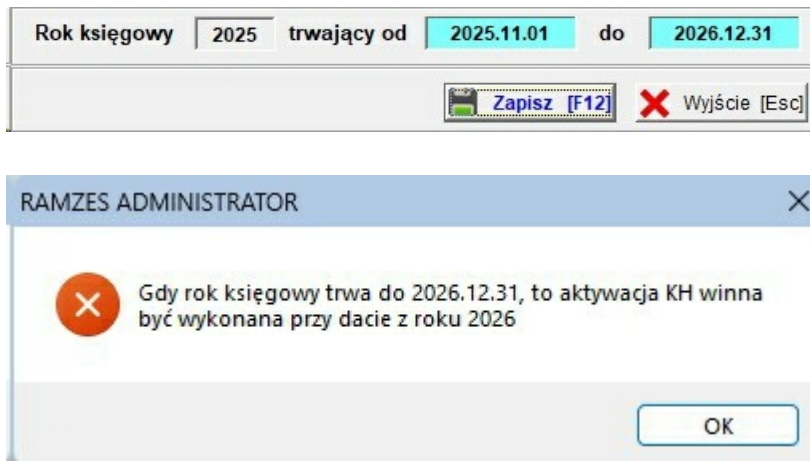 Rok księgowy 2025 trwający od 2025.11.01 do 2026.12.31
Zapisz [F12] Wyjście [Esc]
RAMZES ADMINISTRATOR
Gdy rok księgowy trwa do 2026.12.31, to aktywacja KH winna
być wykonana przy dacie z roku 2026
OK